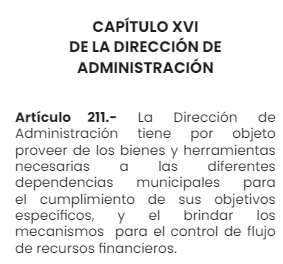 CAPÍTULO XVI
DE LA DIRECCIÓN DE
ADMINISTRACIÓN
Artículo 211.- La Dirección de
Administración tiene por objeto
proveer de los bienes y herramientas
necesarias a las diferentes
dependencias municipales para
el cumplimiento de sus objetivos
específicos, y el brindar los
mecanismos para el control de flujo
de recursos financieros.